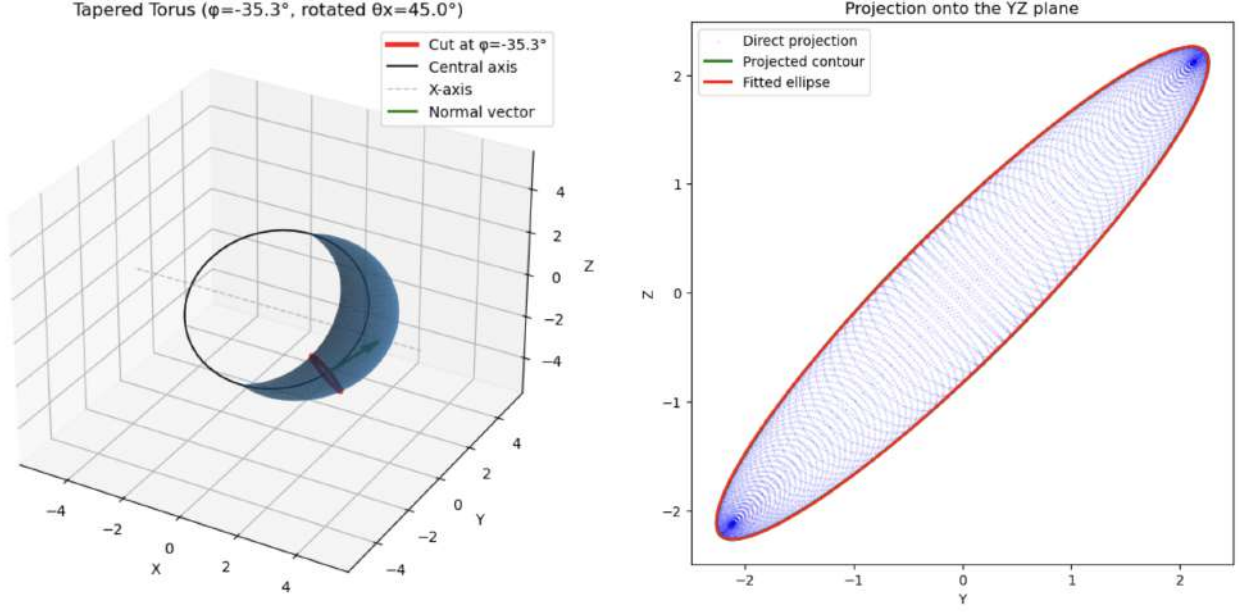 Tapered Torus (φ=-35.3°, rotated θx=45.0°)
Cut at φ=-35.3°
Central axis
X-axis
Normal vector
4
2
0
−2
−4
Z
−4
−2
0
2
4
X
−4
−2
0
2
4
Y
Projection onto the YZ plane
Direct projection
Projected contour
Fitted ellipse
2
1
0
−1
−2
Z
−2
−1
0
1
2
Y